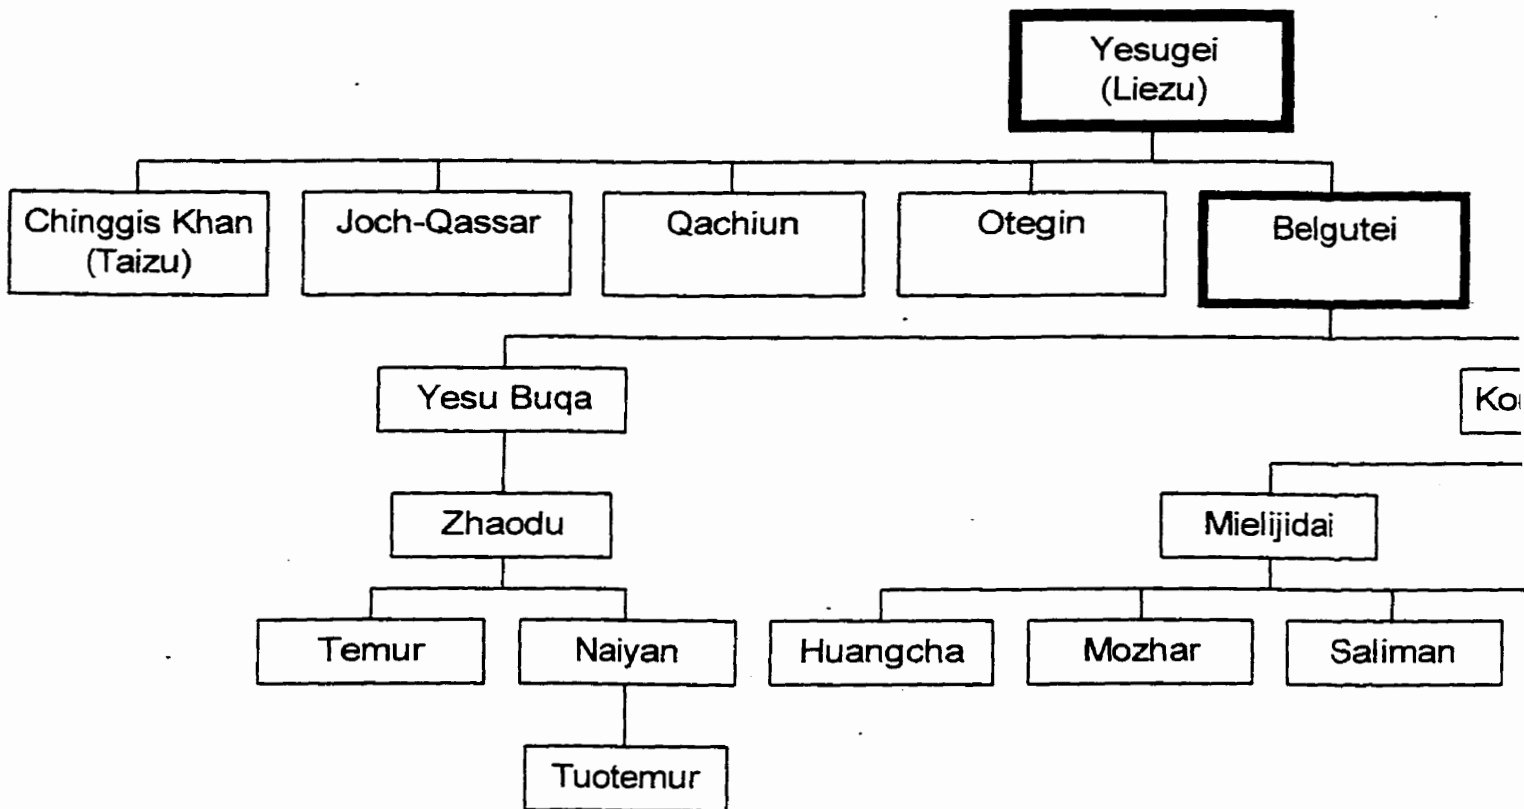 Yesugei
(Liezu)
Chinggis Khan
(Taizu)
Joch-Qassar
Qachiun
Otegin
Belgutei
Yesu Buqa
Zhaodu
Mielijidai
Temur
Naiyan
Huangcha
Mozhar
Saliman
Tuotemur